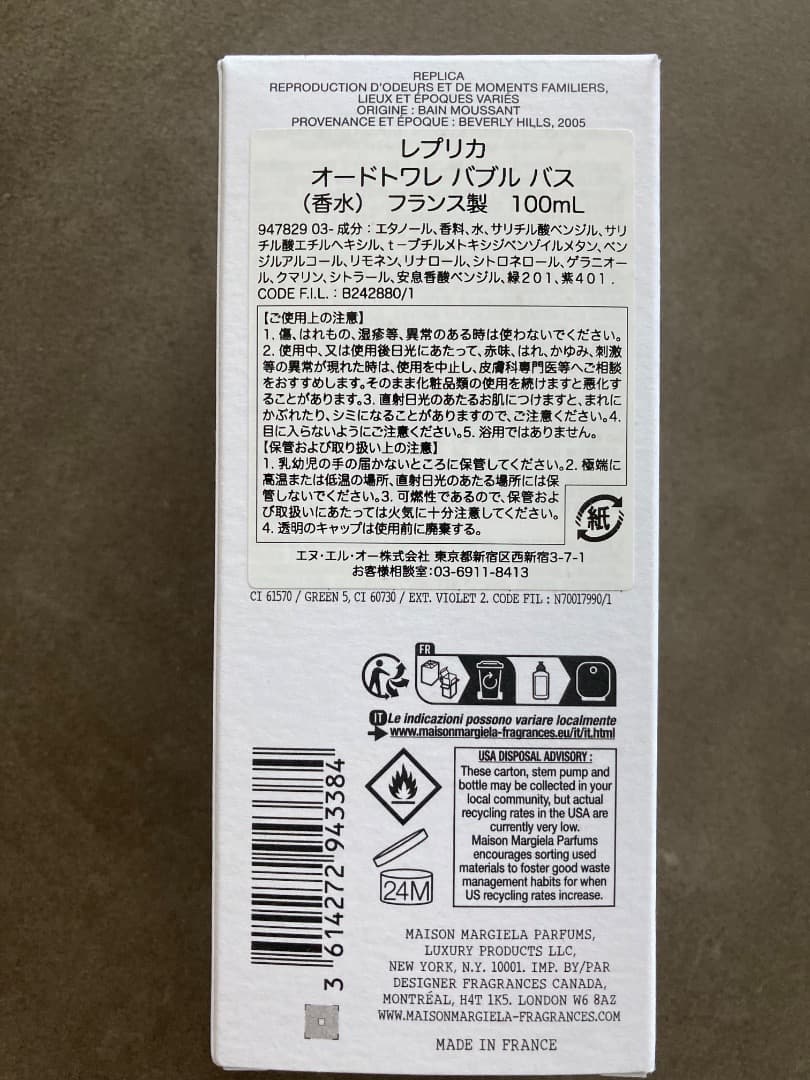 REPLICA
REPRODUCTION D'ODEURS ET DE MOMENTS FAMILIERS,
LIEUX ET ÉPOQUES VARIÉS
ORIGINE : BAIN MOUSSANT
PROVENANCE ET ÉPOQUE : BEVERLY HILLS, 2005
レプリカ
オードトワレ バブル バス
(香水) フランス製 100mL
947829 03- 成分：エタノール、香料、水、サリチル酸ベンジル、サリ
チル酸エチルヘキシル、t－ブチルメトキシジベンゾイルメタン、ベン
ジルアルコール、リモネン、リナロール、シトロネロール、ゲラニオー
ル、クマリン、シトラール、安息香酸ベンジル、緑２０１、紫４０１．
CODE F.I.L. : B242880/1
【ご使用上の注意】
1. 傷、はれもの、湿疹等、異常のある時は使わないでください。
2. 使用中、又は使用後日光にあたって、赤味、はれ、かゆみ、刺激
等の異常が現れた時は、使用を中止し、皮膚科専門医等へご相談
をおすすめします。そのまま化粧品類の使用を続けますと悪化す
ることがあります。3. 直射日光のあたるお肌につけますと、まれに
かぶれたり、シミになることがありますので、ご注意ください。4.
目に入らないようにご注意ください。5. 浴用ではありません。
【保管および取り扱い上の注意】
1. 乳幼児の手の届かないところに保管してください。2. 極端に
高温または低温の場所、直射日光のあたる場所には保
管しないでください。3. 可燃性であるので、保管およ
び取扱いにあたっては火気に十分注意してください。
4. 透明のキャップは使用前に廃棄する。
紙
エヌ・エル・オー株式会社 東京都新宿区西新宿3-7-1
お客様相談室：03-6911-8413
CI 61570 / GREEN 5, CI 60730 / EXT. VIOLET 2. CODE FIL : N70017990/1
FR
IT Le indicazioni possono variare localmente
www.maisonmargiela-fragrances.eu/it/it.html
USA DISPOSAL ADVISORY :
These carton, stem pump and
bottle may be collected in your
local community, but actual
recycling rates in the USA are
currently very low.
Maison Margiela Parfums
encourages sorting used
materials to foster good waste
management habits for when
US recycling rates increase.
24M
3 614272 943384
MAISON MARGIELA PARFUMS,
LUXURY PRODUCTS LLC,
NEW YORK, N.Y. 10001. IMP. BY/PAR
DESIGNER FRAGRANCES CANADA,
MONTRÉAL, H4T 1K5. LONDON W6 8AZ
WWW.MAISONMARGIELA-FRAGRANCES.COM
MADE IN FRANCE